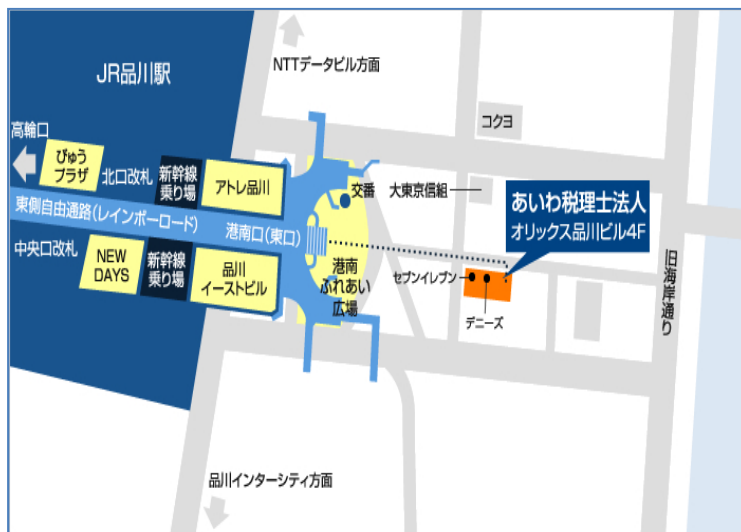 JR品川駅
NTTデータビル方面
コクヨ
高輪口
びゅう
プラザ
北口改札
新幹線
乗り場
アトレ品川
交番
大東京信組
あいわ税理士法人
オリックス品川ビル4F
東側自由通路(レインボーロード)
港南口(東口)
中央口改札
NEW
DAYS
新幹線
乗り場
品川
イーストビル
港南
ふれあい
広場
セブンイレブン
デニーズ
旧海岸通り
品川インターシティ方面